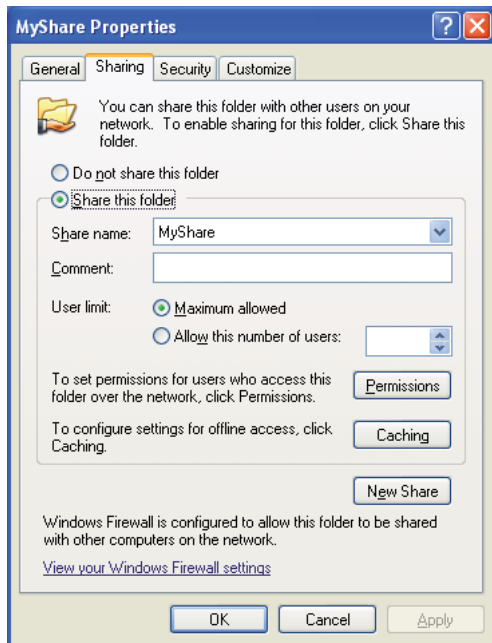 MyShare Properties
General Sharing Security Customize
You can share this folder with other users on your
network. To enable sharing for this folder, click Share this
folder.
Do not share this folder
Share this folder
Share name: MyShare
Comment:
User limit: Maximum allowed
Allow this number of users:
To set permissions for users who access this
folder over the network, click Permissions.
Permissions
To configure settings for offline access, click
Caching.
Caching
New Share
Windows Firewall is configured to allow this folder to be shared
with other computers on the network.
View your Windows Firewall settings
OK Cancel Apply